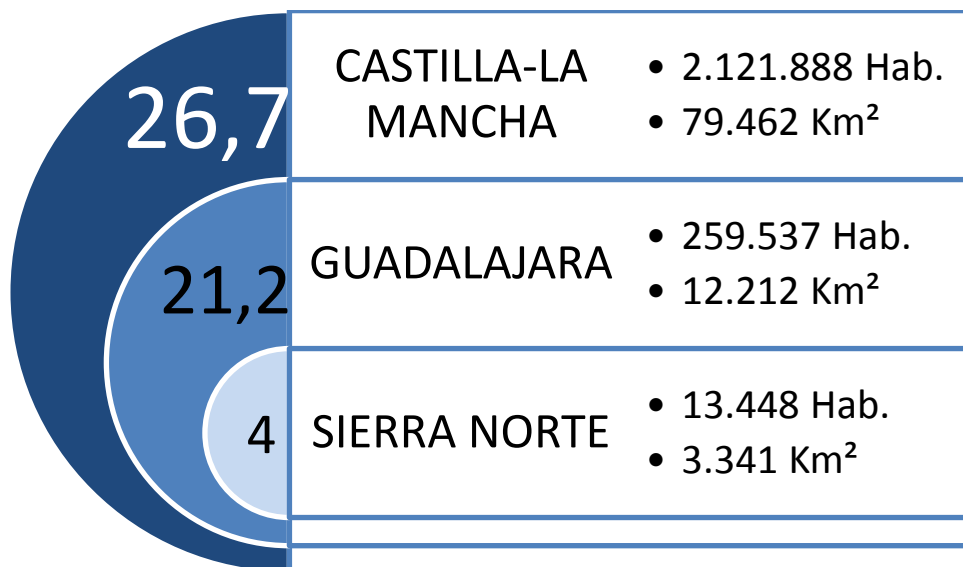 26,7
CASTILLA-LA
MANCHA
• 2.121.888 Hab.
• 79.462 Km²
21,2
GUADALAJARA
• 259.537 Hab.
• 12.212 Km²
4
SIERRA NORTE
• 13.448 Hab.
• 3.341 Km²